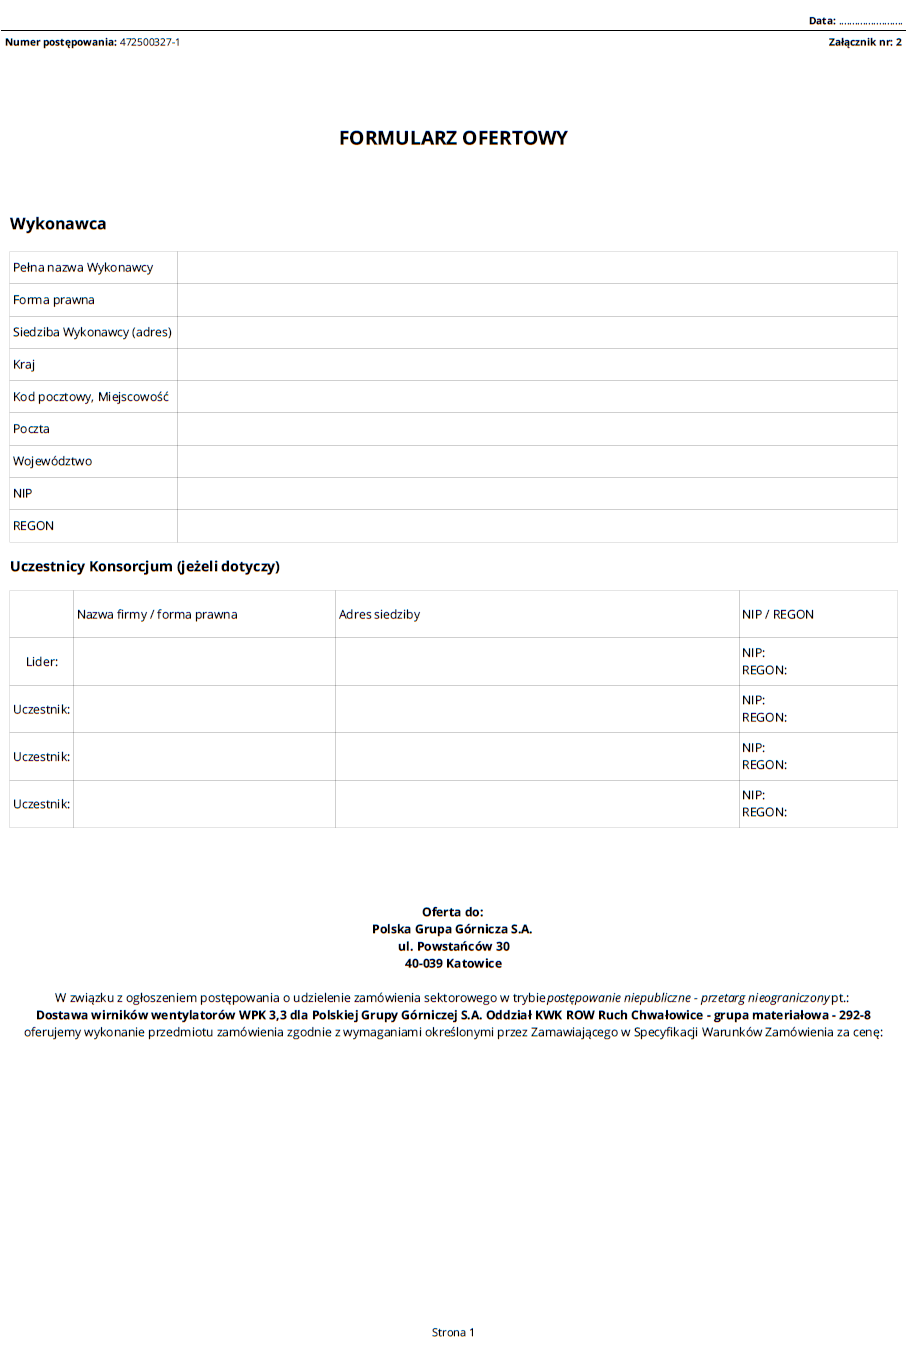 Data: ........................
Numer postępowania: 472500327-1
Załącznik nr: 2
FORMULARZ OFERTOWY
Wykonawca
Pełna nazwa Wykonawcy
Forma prawna
Siedziba Wykonawcy (adres)
Kraj
Kod pocztowy, Miejscowość
Poczta
Województwo
NIP
REGON
Uczestnicy Konsorcjum (jeżeli dotyczy)
Nazwa firmy / forma prawna
Adres siedziby
NIP / REGON
Lider:
NIP:
REGON:
Uczestnik:
NIP:
REGON:
Uczestnik:
NIP:
REGON:
Uczestnik:
NIP:
REGON:
Oferta do:
Polska Grupa Górnicza S.A.
ul. Powstańców 30
40-039 Katowice
W związku z ogłoszeniem postępowania o udzielenie zamówienia sektorowego w trybie postępowanie niepubliczne - przetarg nieograniczony pt.:
Dostawa wirników wentylatorów WPK 3,3 dla Polskiej Grupy Górniczej S.A. Oddział KWK ROW Ruch Chwałowice - grupa materiałowa - 292-8
oferujemy wykonanie przedmiotu zamówienia zgodnie z wymaganiami określonymi przez Zamawiającego w Specyfikacji Warunków Zamówienia za cenę:
Strona 1